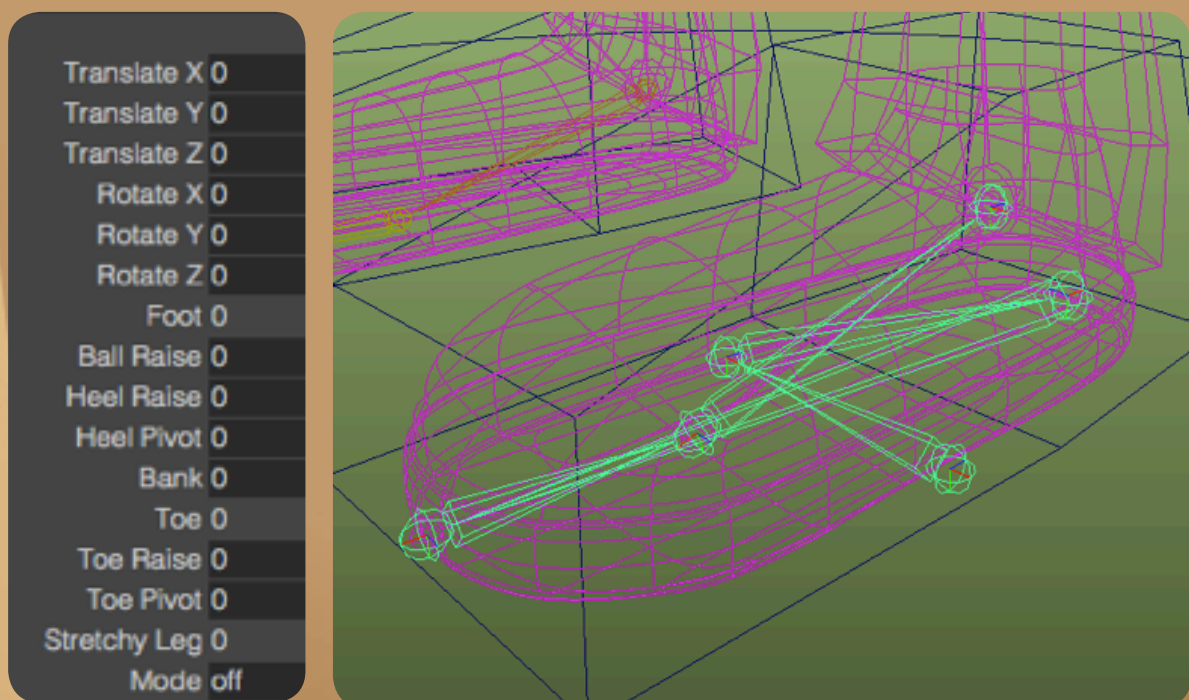 Translate X 0
Translate Y 0
Translate Z 0
Rotate X 0
Rotate Y 0
Rotate Z 0
Foot 0
Ball Raise 0
Heel Raise 0
Heel Pivot 0
Bank 0
Toe 0
Toe Raise 0
Toe Pivot 0
Stretchy Leg 0
Mode off